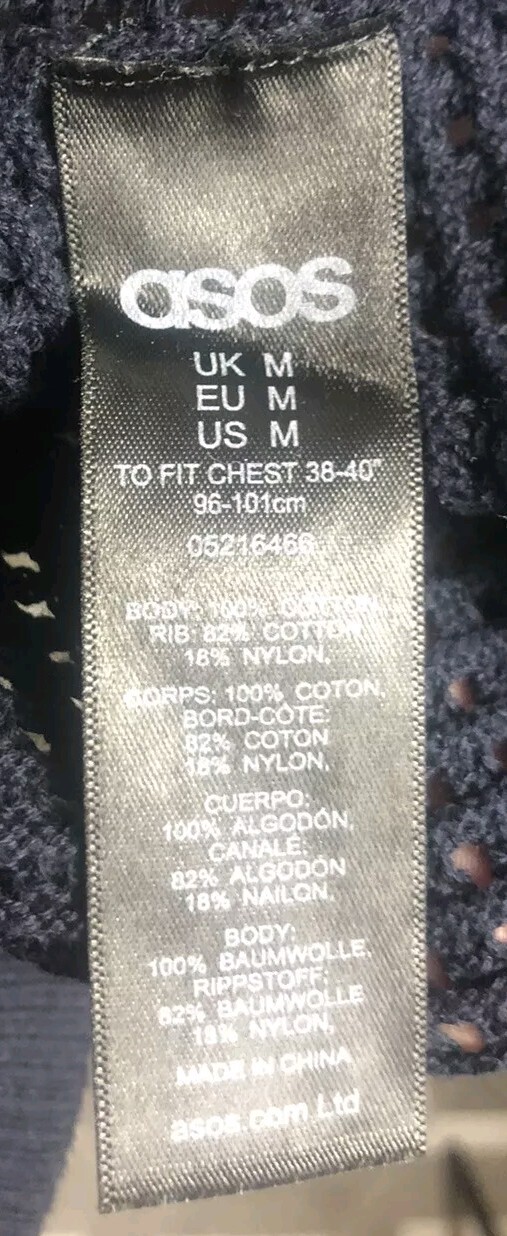 asos
UK M
EU M
US M
TO FIT CHEST 38-40"
96-101cm
05216466
BODY: 100% COTTON,
RIB: 82% COTTON
18% NYLON,
CORPS: 100% COTON,
BORD-COTE:
82% COTON
18% NYLON,
CUERPO:
100% ALGODÓN,
CANALÉ:
82% ALGODÓN
18% NAILON,
BODY:
100% BAUMWOLLE,
RIPPSTOFF:
82% BAUMWOLLE
18% NYLON,
MADE IN CHINA
asos.com Ltd